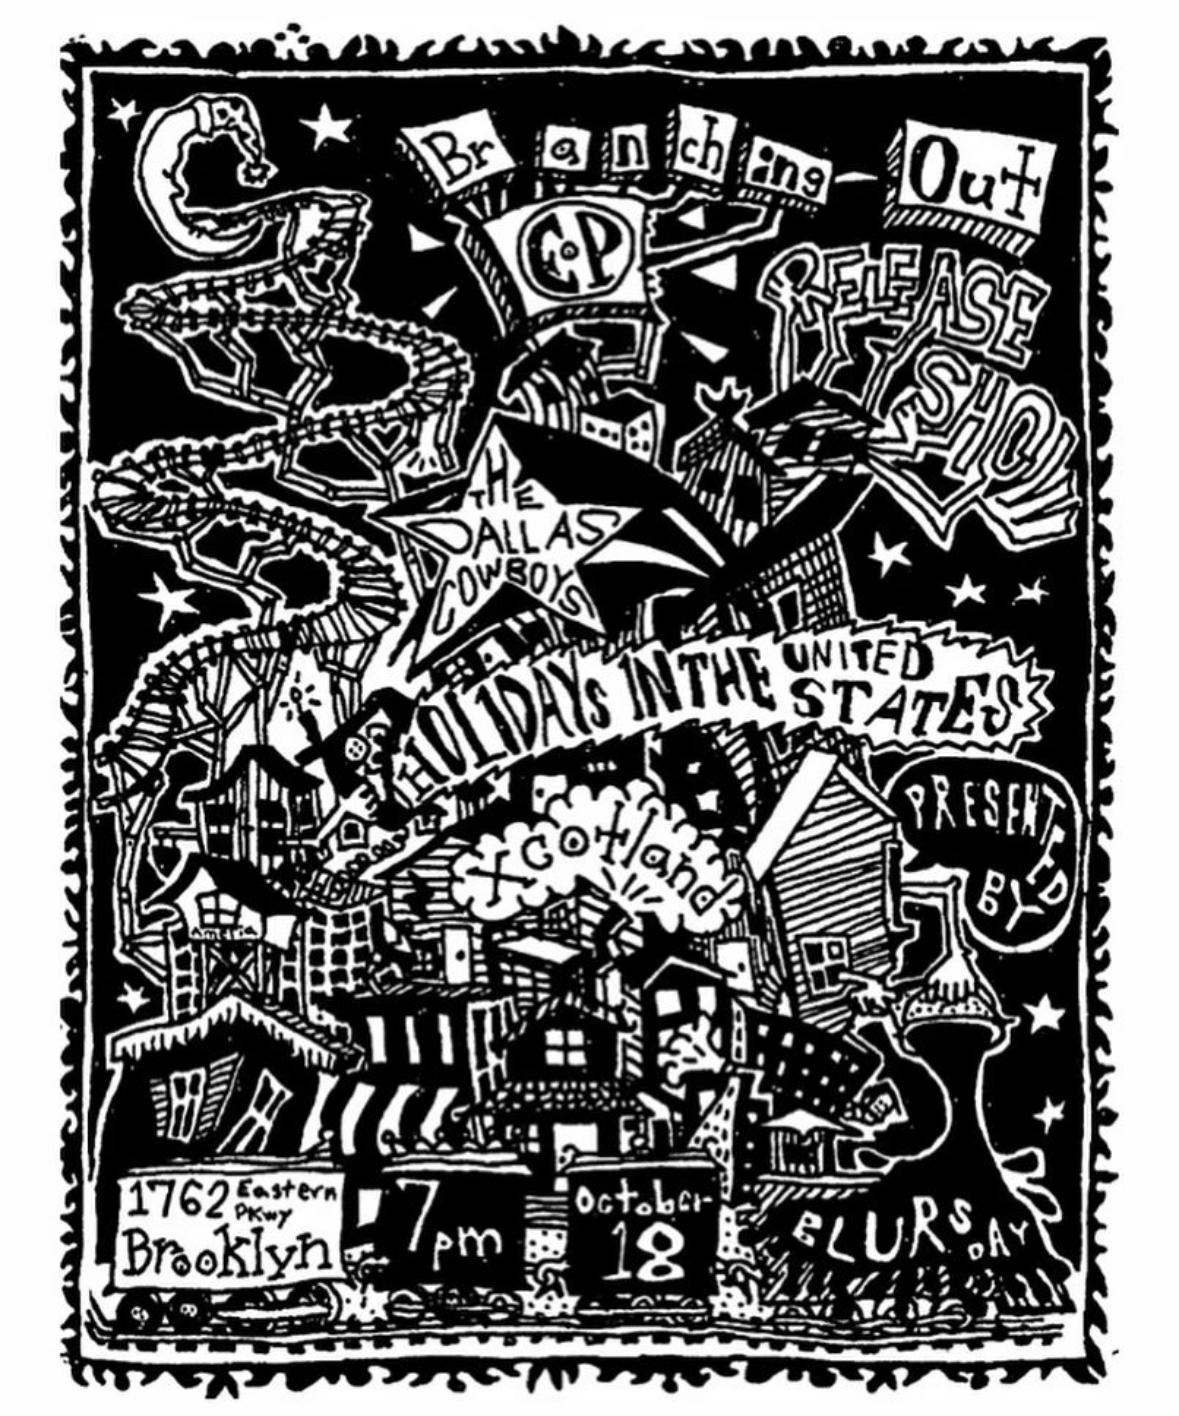 Branching-Out
E.P
RELEASE
SHOW
THE
DALLAS
COWBOYS
HOLIDAYS IN THE UNITED
STATES
Xcotland
PRESENTED
BY
America
1762 Eastern
PKwy
Brooklyn
7pm
October
18
BLURSDAY